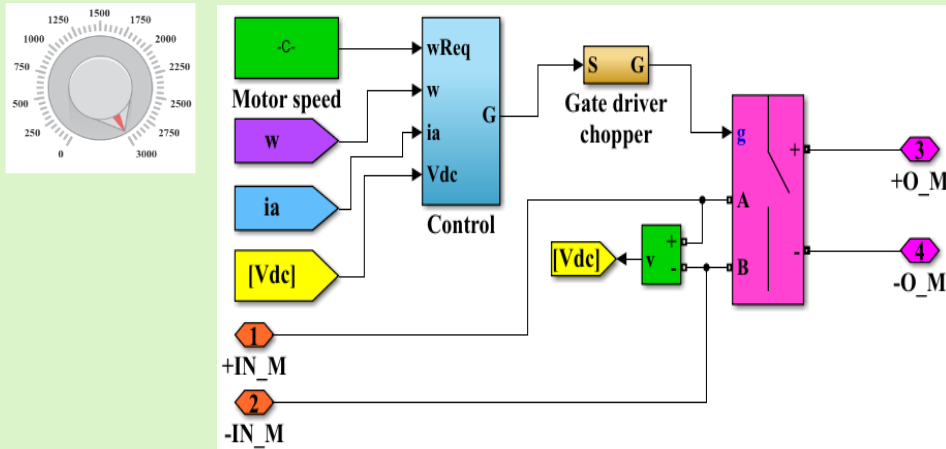 1500
1250
1750
1000
2000
750
2250
500
2500
250
2750
0
3000
-C-
Motor speed
w
ia
[Vdc]
wReq
w
ia
Vdc
G
Control
S G
Gate driver
chopper
g
A
B
+
-
[Vdc]
v
+
-
1
+IN_M
2
-IN_M
3
+O_M
4
-O_M